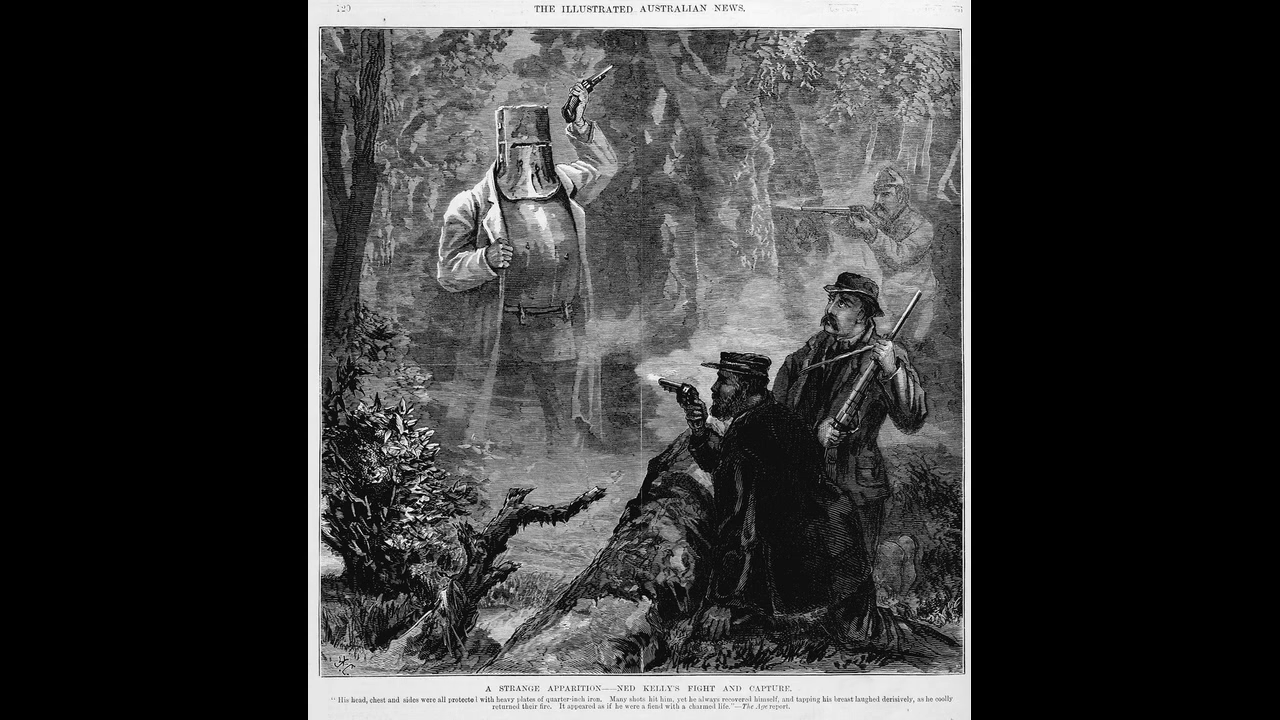 120
THE ILLUSTRATED AUSTRALIAN NEWS.
A STRANGE APPARITION——NED KELLY'S FIGHT AND CAPTURE.
"His head, chest and sides were all protecte with heavy plates of quarter-inch iron. Many shots hit him, yet he always recovered himself, and tapping his breast laughed derisively, as he coolly
returned their fire. It appeared as if he were a fiend with a charmed life."—The Age report.